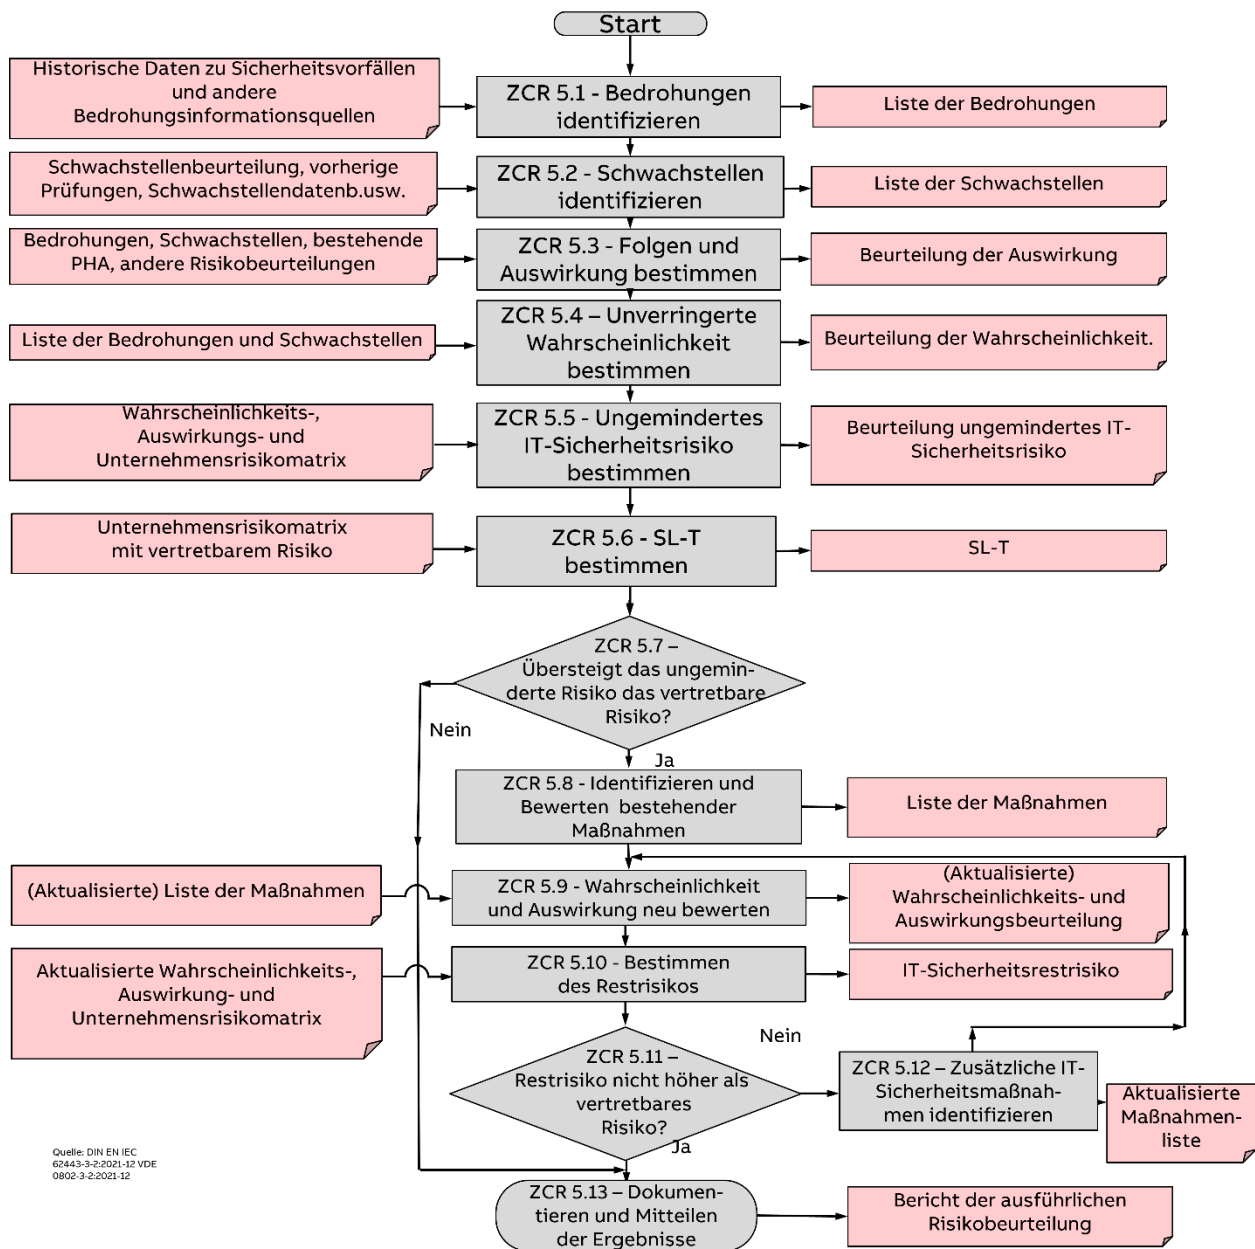 Start
Historische Daten zu Sicherheitsvorfällen
und andere
Bedrohungsinformationsquellen
ZCR 5.1 - Bedrohungen
identifizieren
Liste der Bedrohungen
Schwachstellenbeurteilung, vorherige
Prüfungen, Schwachstellendatenb.usw.
ZCR 5.2 - Schwachstellen
identifizieren
Liste der Schwachstellen
Bedrohungen, Schwachstellen, bestehende
PHA, andere Risikobeurteilungen
ZCR 5.3 - Folgen und
Auswirkung bestimmen
Beurteilung der Auswirkung
Liste der Bedrohungen und Schwachstellen
ZCR 5.4 – Unverringerte
Wahrscheinlichkeit
bestimmen
Beurteilung der Wahrscheinlichkeit.
Wahrscheinlichkeits-,
Auswirkungs- und
Unternehmensrisikomatrix
ZCR 5.5 - Ungemindertes
IT-Sicherheitsrisiko
bestimmen
Beurteilung ungemindertes IT-
Sicherheitsrisiko
Unternehmensrisikomatrix
mit vertretbarem Risiko
ZCR 5.6 - SL-T
bestimmen
SL-T
ZCR 5.7 –
Übersteigt das ungemin-
derte Risiko das vertretbare
Risiko?
Nein
Ja
ZCR 5.8 - Identifizieren und
Bewerten bestehender
Maßnahmen
Liste der Maßnahmen
(Aktualisierte) Liste der Maßnahmen
ZCR 5.9 - Wahrscheinlichkeit
und Auswirkung neu bewerten
(Aktualisierte)
Wahrscheinlichkeits- und
Auswirkungsbeurteilung
Aktualisierte Wahrscheinlichkeits-,
Auswirkung- und
Unternehmensrisikomatrix
ZCR 5.10 - Bestimmen
des Restrisikos
IT-Sicherheitsrestrisiko
ZCR 5.11 –
Restrisiko nicht höher als
vertretbares
Risiko?
Nein
Ja
ZCR 5.12 – Zusätzliche IT-
Sicherheitsmaßnah-
men identifizieren
Aktualisierte
Maßnahmen-
liste
Quelle: DIN EN IEC
62443-3-2:2021-12 VDE
0802-3-2:2021-12
ZCR 5.13 – Dokumen-
tieren und Mitteilen
der Ergebnisse
Bericht der ausführlichen
Risikobeurteilung